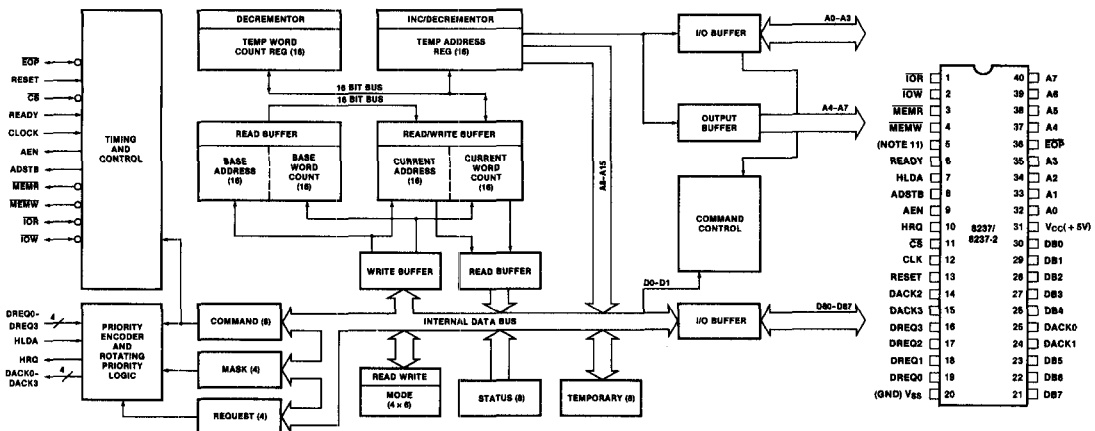 DECREMENTOR
TEMP WORD
COUNT REG (16)
INC/DECREMENTOR
TEMP ADDRESS
REG (16)
16 BIT BUS
16 BIT BUS
READ BUFFER
BASE
ADDRESS
(16)
BASE
WORD
COUNT
(16)
READ/WRITE BUFFER
CURRENT
ADDRESS
(16)
CURRENT
WORD
COUNT
(16)
WRITE BUFFER
READ BUFFER
A8-A15
I/O BUFFER
A0-A3
OUTPUT
BUFFER
A4-A7
COMMAND
CONTROL
D0-D1
I/O BUFFER
DB0-DB7
INTERNAL DATA BUS
EOP
RESET
CS
READY
CLOCK
AEN
ADSTB
MEMR
MEMW
IOR
IOW
TIMING
AND
CONTROL
DREQ0-
DREQ3
4
HLDA
HRQ
DACK0-
DACK3
4
PRIORITY
ENCODER
AND
ROTATING
PRIORITY
LOGIC
COMMAND (8)
MASK (4)
REQUEST (4)
READ WRITE
MODE
(4 x 6)
STATUS (8)
TEMPORARY (8)
IOR 1 40 A7
IOW 2 39 A6
MEMR 3 38 A5
MEMW 4 37 A4
(NOTE 11) 5 36 EOP
READY 6 35 A3
HLDA 7 34 A2
ADSTB 8 33 A1
AEN 9 32 A0
HRQ 10 31 VCC(+5V)
CS 11 30 DB0
CLK 12 29 DB1
RESET 13 28 DB2
DACK2 14 27 DB3
DACK3 15 26 DB4
DREQ3 16 25 DACK0
DREQ2 17 24 DACK1
DREQ1 18 23 DB5
DREQ0 19 22 DB6
(GND) VSS 20 21 DB7
8237/
8237-2